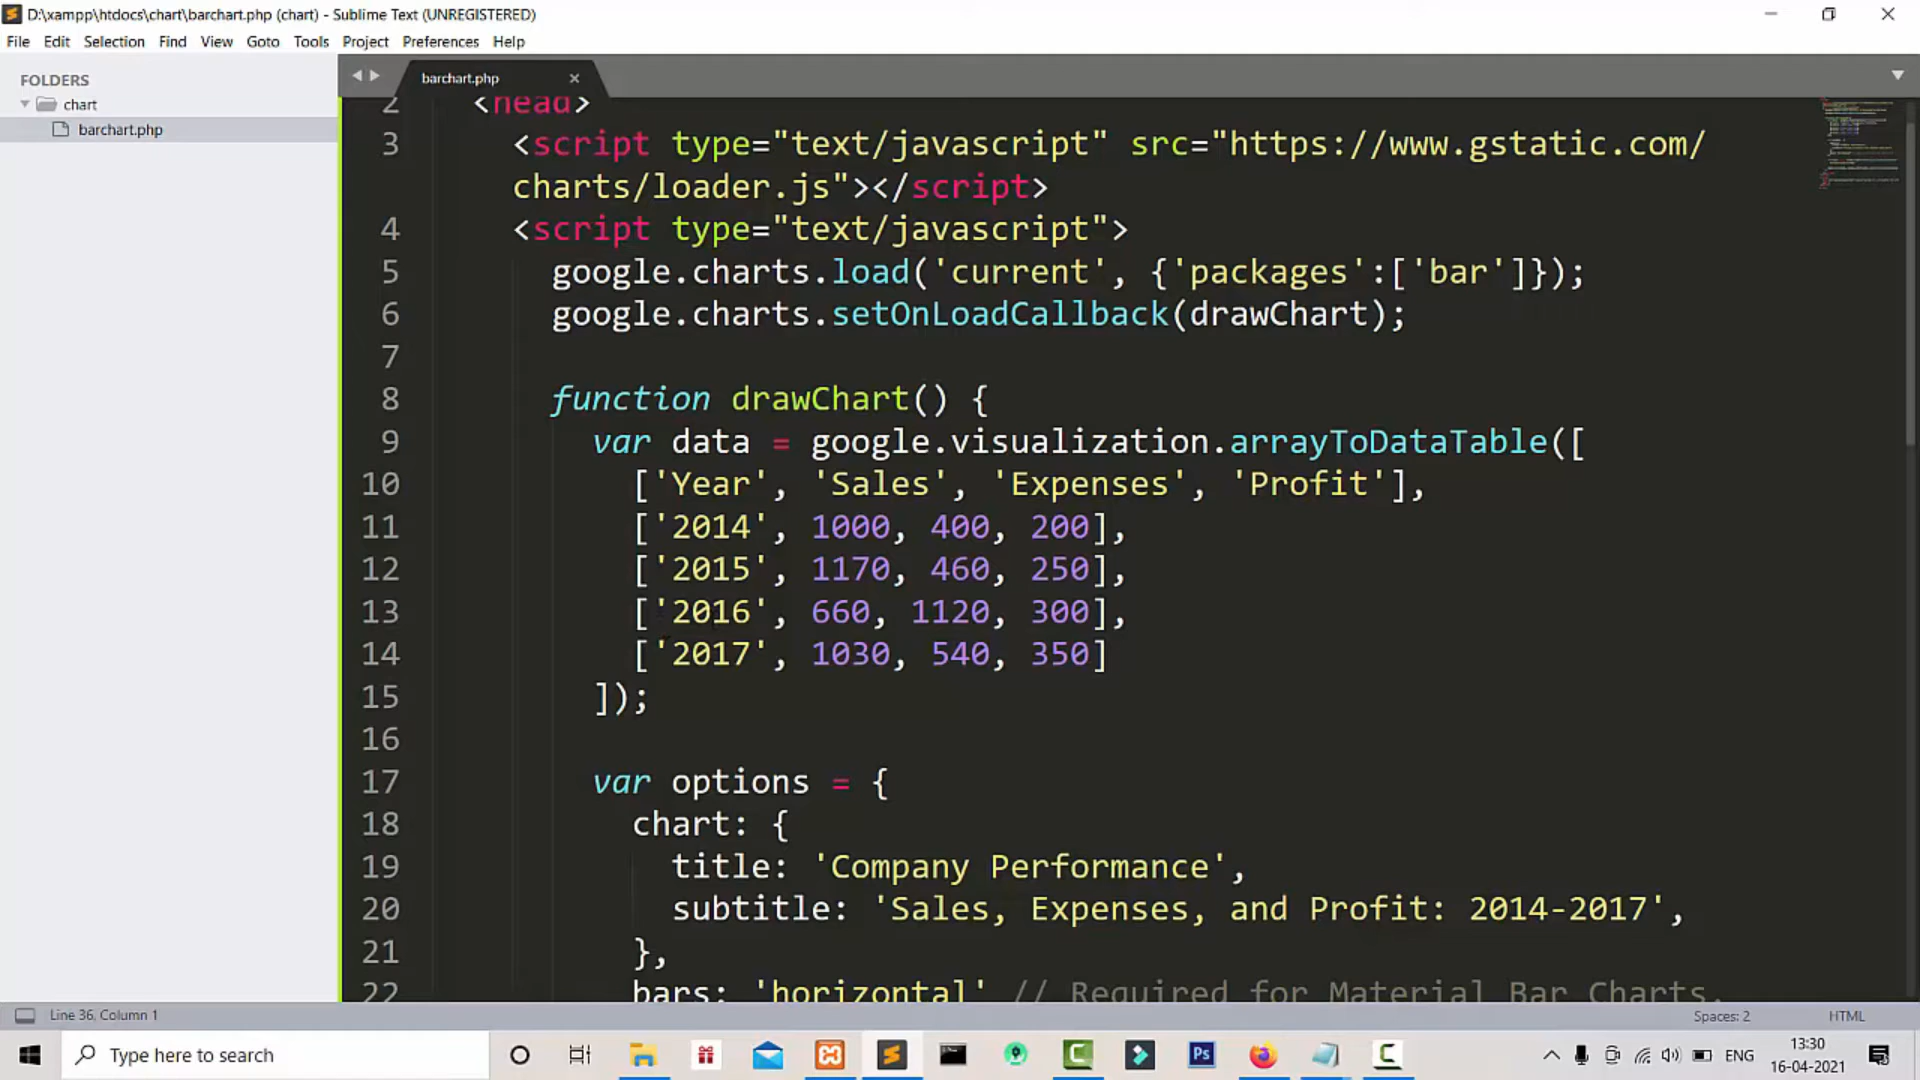 D:\xampp\htdocs\chart\barchart.php (chart) - Sublime Text (UNREGISTERED)
File Edit Selection Find View Goto Tools Project Preferences Help
FOLDERS
chart
barchart.php
barchart.php
2 <head>
3 <script type="text/javascript" src="https://www.gstatic.com/
charts/loader.js"></script>
4 <script type="text/javascript">
5 google.charts.load('current', {'packages':['bar']});
6 google.charts.setOnLoadCallback(drawChart);
7
8 function drawChart() {
9 var data = google.visualization.arrayToDataTable([
10 ['Year', 'Sales', 'Expenses', 'Profit'],
11 ['2014', 1000, 400, 200],
12 ['2015', 1170, 460, 250],
13 ['2016', 660, 1120, 300],
14 ['2017', 1030, 540, 350]
15 ]);
16
17 var options = {
18 chart: {
19 title: 'Company Performance',
20 subtitle: 'Sales, Expenses, and Profit: 2014-2017',
21 },
22 bars: 'horizontal' // Required for Material Bar Charts.
Line 36, Column 1
Spaces: 2
HTML
Type here to search
Ps
ENG
13:30
16-04-2021